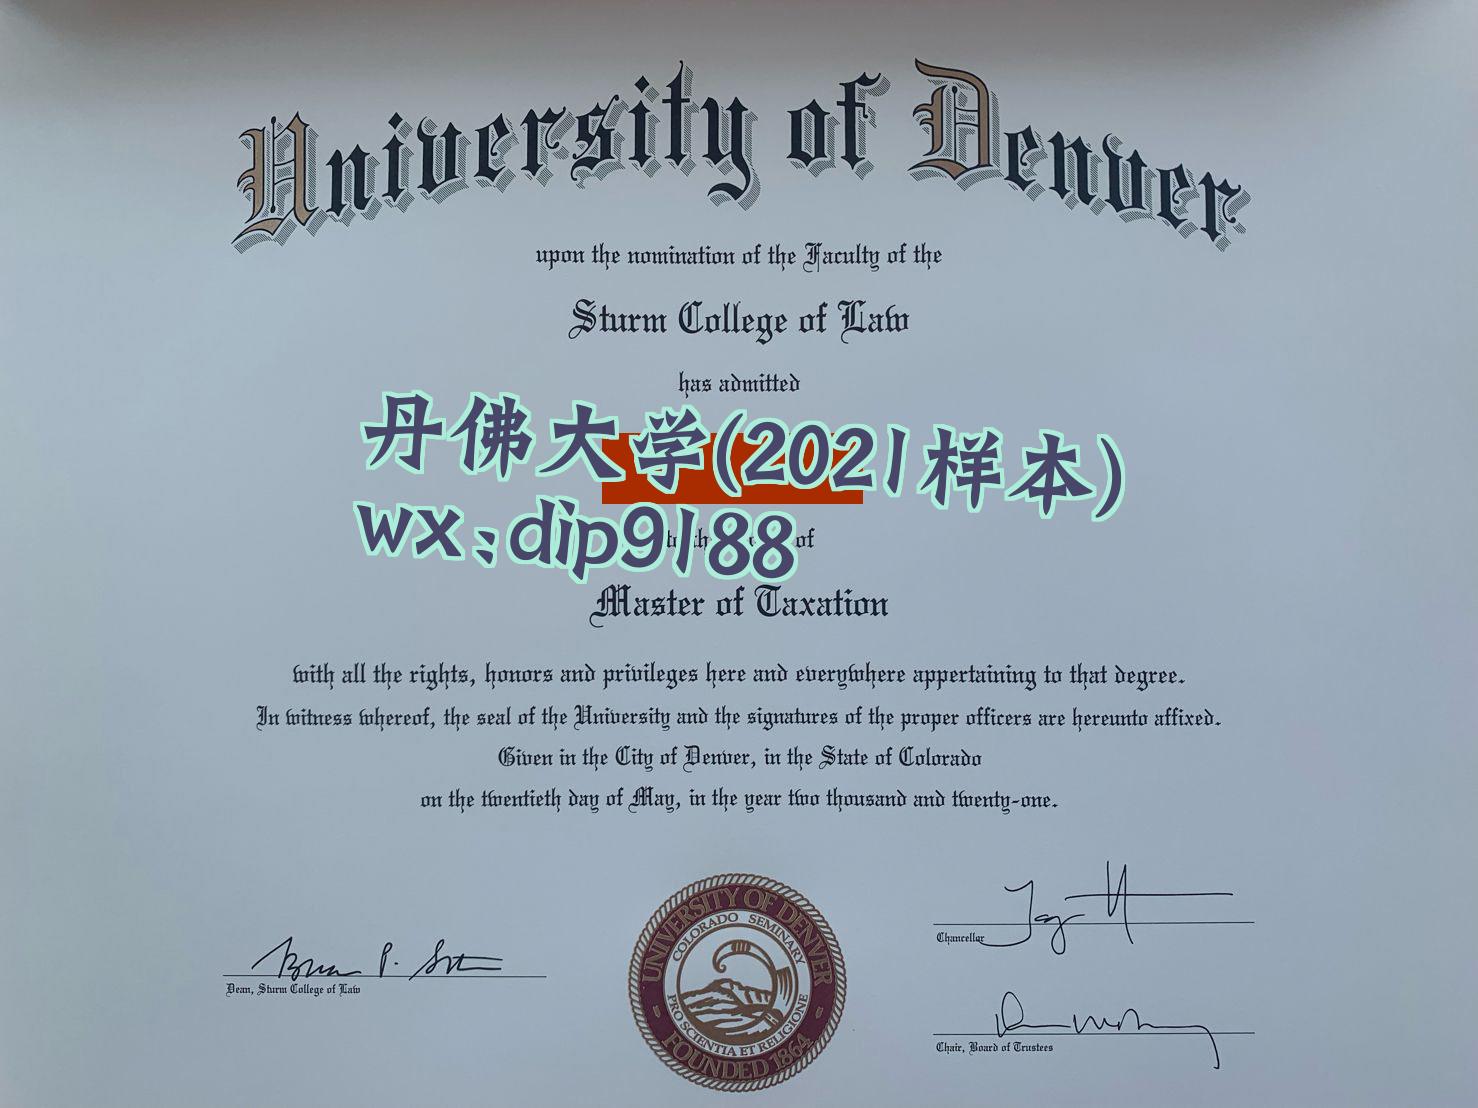 University of Denver
upon the nomination of the Faculty of the
Sturm College of Law
has admitted
丹佛大学(2021样本)
wx:dip9188
to th of
Master of Taxation
with all the rights, honors and privileges here and everywhere appertaining to that degree.
In witness whereof, the seal of the University and the signatures of the proper officers are hereunto affixed.
Given in the City of Denver, in the State of Colorado
on the twentieth day of May, in the year two thousand and twenty-one.
Dean, Sturm College of Law
UNIVERSITY OF DENVER
COLORADO SEMINARY
PRO SCIENTIA ET RELIGIONE
FOUNDED 1864
Chancellor
Chair, Board of Trustees